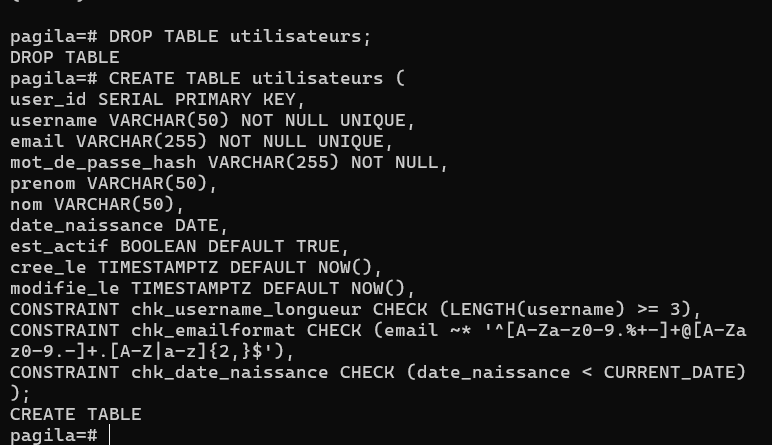 pagila=# DROP TABLE utilisateurs;
DROP TABLE
pagila=# CREATE TABLE utilisateurs (
user_id SERIAL PRIMARY KEY,
username VARCHAR(50) NOT NULL UNIQUE,
email VARCHAR(255) NOT NULL UNIQUE,
mot_de_passe_hash VARCHAR(255) NOT NULL,
prenom VARCHAR(50),
nom VARCHAR(50),
date_naissance DATE,
est_actif BOOLEAN DEFAULT TRUE,
cree_le TIMESTAMPTZ DEFAULT NOW(),
modifie_le TIMESTAMPTZ DEFAULT NOW(),
CONSTRAINT chk_username_longueur CHECK (LENGTH(username) >= 3),
CONSTRAINT chk_emailformat CHECK (email ~* '^[A-Za-z0-9.%+-]+@[A-Za
z0-9.-]+.[A-Z|a-z]{2,}$'),
CONSTRAINT chk_date_naissance CHECK (date_naissance < CURRENT_DATE)
);
CREATE TABLE
pagila=#